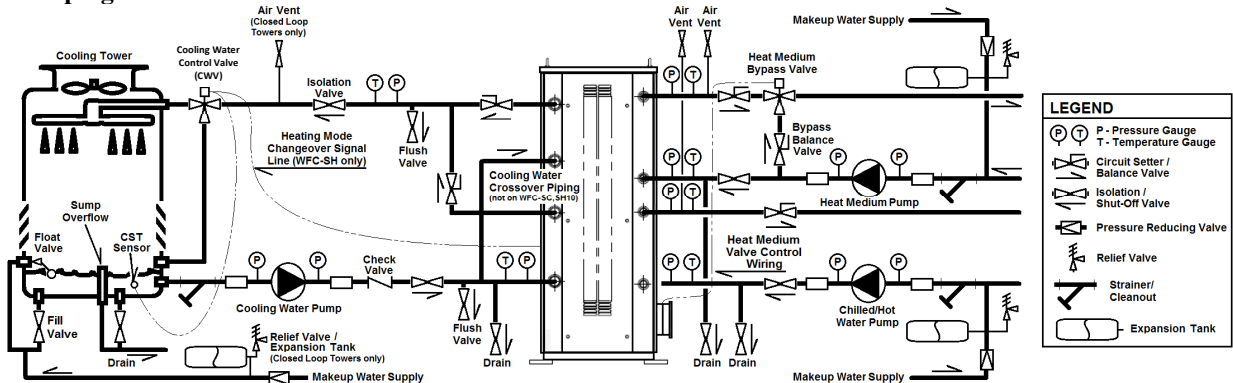 Cooling Tower
Cooling Water
Control Valve
(CWV)
Air
Vent
(Closed Loop
Towers only)
Isolation
Valve
T
P
Flush
Valve
Heating Mode
Changeover Signal
Line (WFC-SH only)
Cooling Water
Crossover Piping
(not on WFC-SC,SH10)
Sump
Overflow
Float
Valve
CST
Sensor
Fill
Valve
Drain
P
P
Cooling Water Pump
Check
Valve
T
P
Flush
Valve
Drain
Relief Valve /
Expansion Tank
(Closed Loop Towers only)
Makeup Water Supply
Air
Vent
Air
Vent
P
T
Heat Medium
Bypass Valve
Makeup Water Supply
Bypass
Balance
Valve
P
T
P
P
P
T
Heat Medium Pump
Heat Medium
Valve Control
Wiring
P
T
P
P
Chilled/Hot
Water Pump
Drain
Drain
Makeup Water Supply
LEGEND
P
T
P - Pressure Gauge
T - Temperature Gauge
Circuit Setter /
Balance Valve
Isolation /
Shut-Off Valve
Pressure Reducing Valve
Relief Valve
Strainer/
Cleanout
Expansion Tank